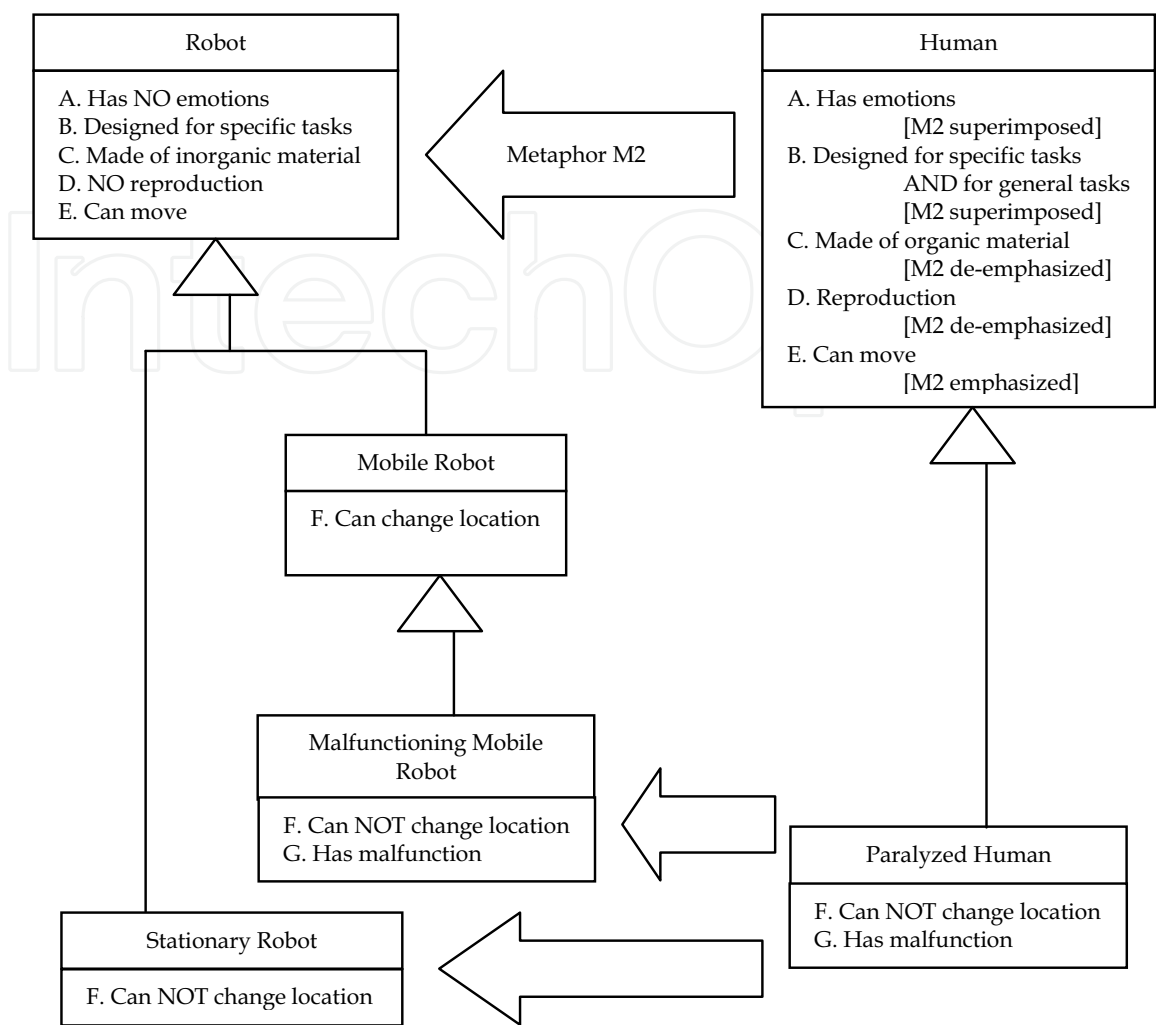 Robot
A. Has NO emotions
B. Designed for specific tasks
C. Made of inorganic material
D. NO reproduction
E. Can move
Metaphor M2
Human
A. Has emotions
[M2 superimposed]
B. Designed for specific tasks
AND for general tasks
[M2 superimposed]
C. Made of organic material
[M2 de-emphasized]
D. Reproduction
[M2 de-emphasized]
E. Can move
[M2 emphasized]
Mobile Robot
F. Can change location
Malfunctioning Mobile
Robot
F. Can NOT change location
G. Has malfunction
Paralyzed Human
F. Can NOT change location
G. Has malfunction
Stationary Robot
F. Can NOT change location